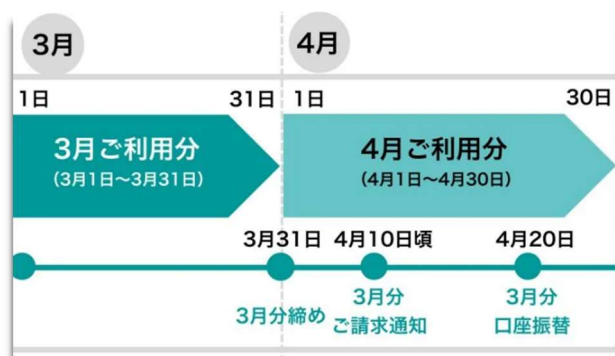 3月
4月
1日
31日
1日
30日
3月ご利用分
(3月1日〜3月31日)
4月ご利用分
(4月1日〜4月30日)
3月31日
4月10日頃
4月20日
3月分締め
3月分
ご請求通知
3月分
口座振替